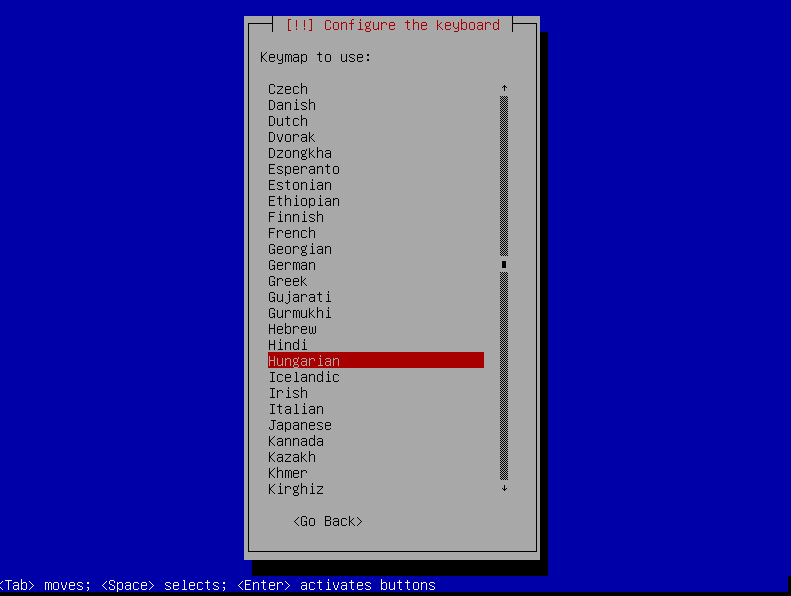 [!!] Configure the keyboard
Keymap to use:
Czech
Danish
Dutch
Dvorak
Dzongkha
Esperanto
Estonian
Ethiopian
Finnish
French
Georgian
German
Greek
Gujarati
Gurmukhi
Hebrew
Hindi
Hungarian
Icelandic
Irish
Italian
Japanese
Kannada
Kazakh
Khmer
Kirghiz
<Go Back>
<Tab> moves; <Space> selects; <Enter> activates buttons